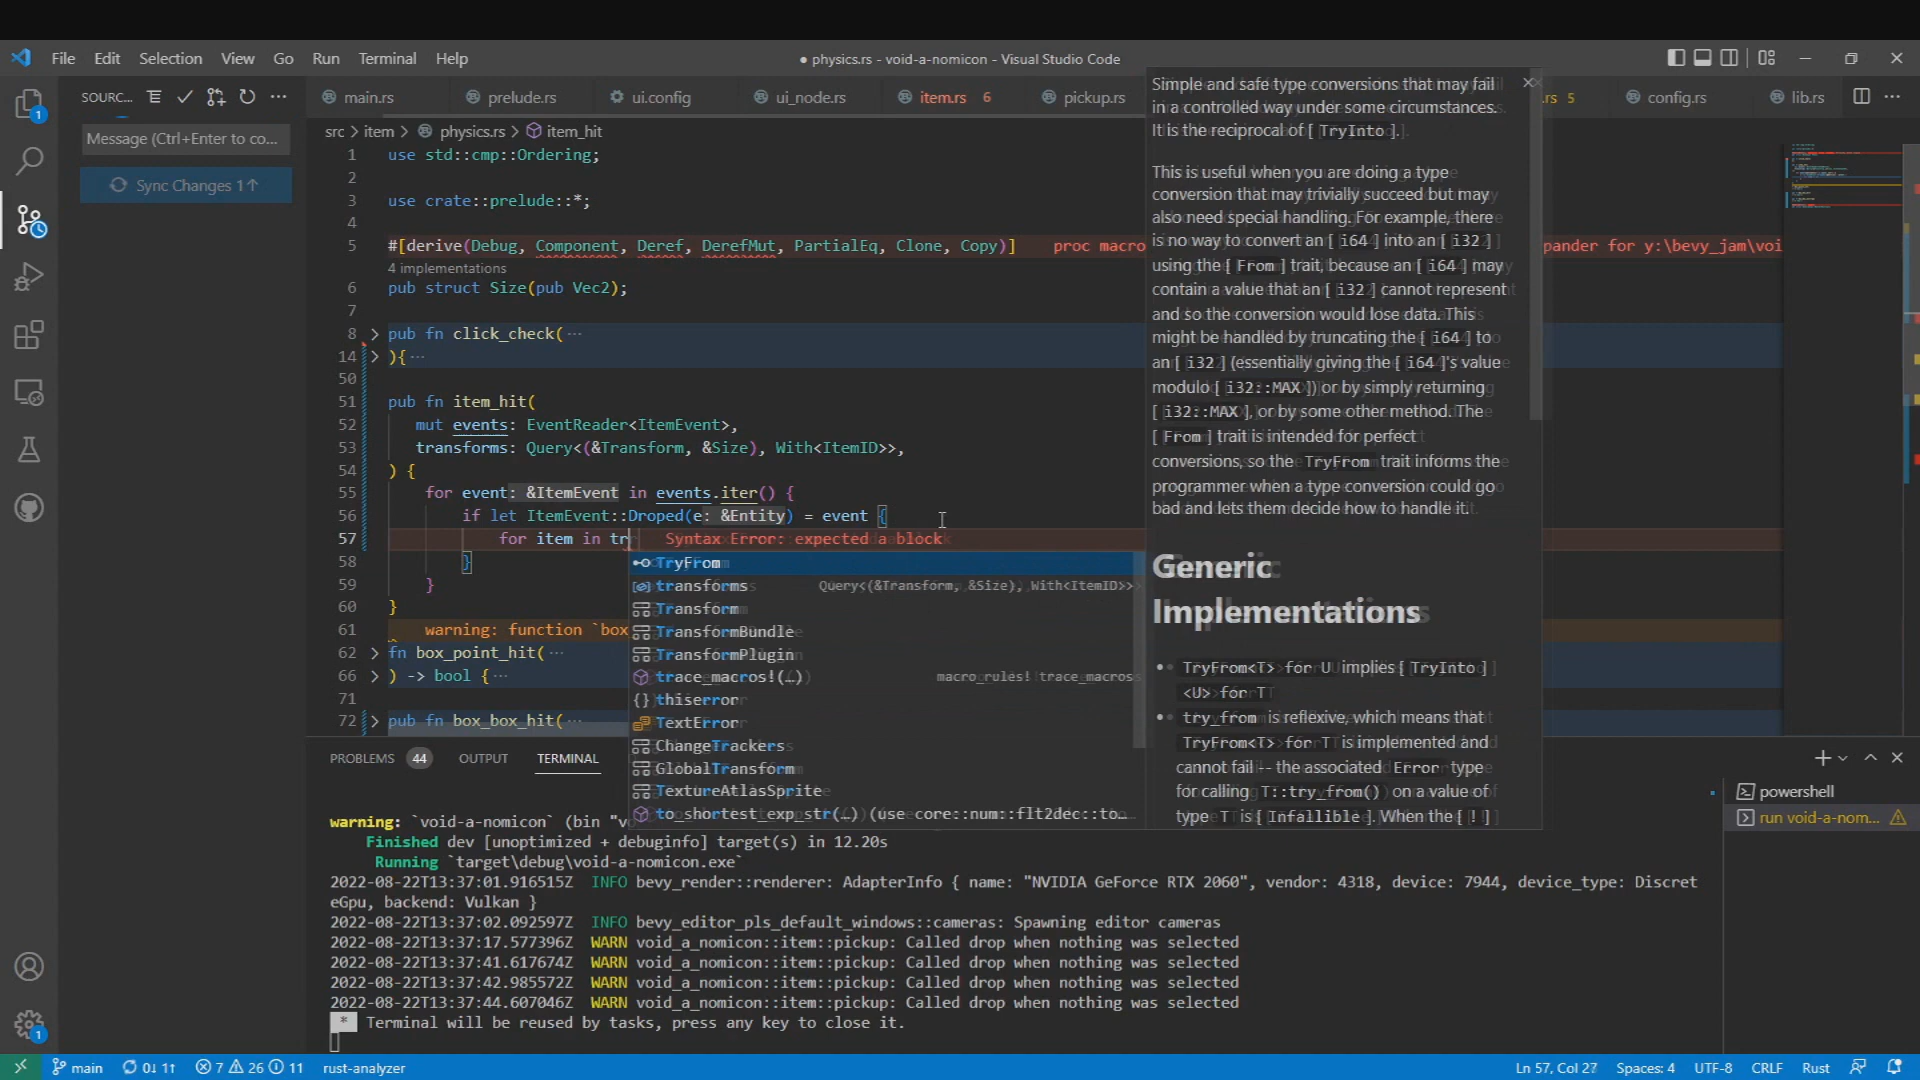 File Edit Selection View Go Run Terminal Help
● physics.rs - void-a-nomicon - Visual Studio Code
SOURC...
main.rs
prelude.rs
ui.config
ui_node.rs
item.rs 6
pickup.rs
.rs 5
config.rs
lib.rs
Message (Ctrl+Enter to co...
Sync Changes 1↑
src > item > physics.rs > item_hit
1 use std::cmp::Ordering;
2
3 use crate::prelude::*;
4
5 #[derive(Debug, Component, Deref, DerefMut, PartialEq, Clone, Copy)] proc macro
pander for y:\bevy_jam\voi
4 implementations
6 pub struct Size(pub Vec2);
7
8 pub fn click_check( ...
14 ){ ...
50
51 pub fn item_hit(
52 mut events: EventReader<ItemEvent>,
53 transforms: Query<(&Transform, &Size), With<ItemID>>,
54 ) {
55 for event: &ItemEvent in events.iter() {
56 if let ItemEvent::Droped(e: &Entity) = event {
57 for item in tr Syntax Error: expected a block
58 }
59 }
60 }
61 warning: function `box
62 fn box_point_hit( ...
66 ) -> bool { ...
71
72 pub fn box_box_hit( ...
TryFrom
transforms Query<(&Transform, &Size), With<ItemID>>
Transform
TransformBundle
TransformPlugin
trace_macros!(…) macro_rules! trace_macros
thiserror
TextError
ChangeTrackers
GlobalTransform
TextureAtlasSprite
to_shortest_exp_str(…) (use core::num::flt2dec::to…
Simple and safe type conversions that may fail
in a controlled way under some circumstances.
It is the reciprocal of [ TryInto ].
This is useful when you are doing a type
conversion that may trivially succeed but may
also need special handling. For example, there
is no way to convert an [ i64 ] into an [ i32 ]
using the [ From ] trait, because an [ i64 ] may
contain a value that an [ i32 ] cannot represent
and so the conversion would lose data. This
might be handled by truncating the [ i64 ] to
an [ i32 ] (essentially giving the [ i64 ]'s value
modulo [ i32::MAX ]) or by simply returning
[ i32::MAX ], or by some other method. The
[ From ] trait is intended for perfect
conversions, so the TryFrom trait informs the
programmer when a type conversion could go
bad and lets them decide how to handle it.
Generic
Implementations
• TryFrom<T> for U implies [ TryInto ]
<U> for T
• try_from is reflexive, which means that
TryFrom<T> for T is implemented and
cannot fail -- the associated Error type
for calling T::try_from() on a value of
type T is [ Infallible ]. When the [ ! ]
PROBLEMS 44 OUTPUT TERMINAL
powershell
run void-a-nom...
warning: `void-a-nomicon` (bin "vo
Finished dev [unoptimized + debuginfo] target(s) in 12.20s
Running `target\debug\void-a-nomicon.exe`
2022-08-22T13:37:01.916515Z INFO bevy_render::renderer: AdapterInfo { name: "NVIDIA GeForce RTX 2060", vendor: 4318, device: 7944, device_type: Discret
eGpu, backend: Vulkan }
2022-08-22T13:37:02.092597Z INFO bevy_editor_pls_default_windows::cameras: Spawning editor cameras
2022-08-22T13:37:17.577396Z WARN void_a_nomicon::item::pickup: Called drop when nothing was selected
2022-08-22T13:37:41.617674Z WARN void_a_nomicon::item::pickup: Called drop when nothing was selected
2022-08-22T13:37:42.985572Z WARN void_a_nomicon::item::pickup: Called drop when nothing was selected
2022-08-22T13:37:44.607046Z WARN void_a_nomicon::item::pickup: Called drop when nothing was selected
* Terminal will be reused by tasks, press any key to close it.
main 0↓ 1↑ 7 26 11 rust-analyzer
Ln 57, Col 27 Spaces: 4 UTF-8 CRLF Rust